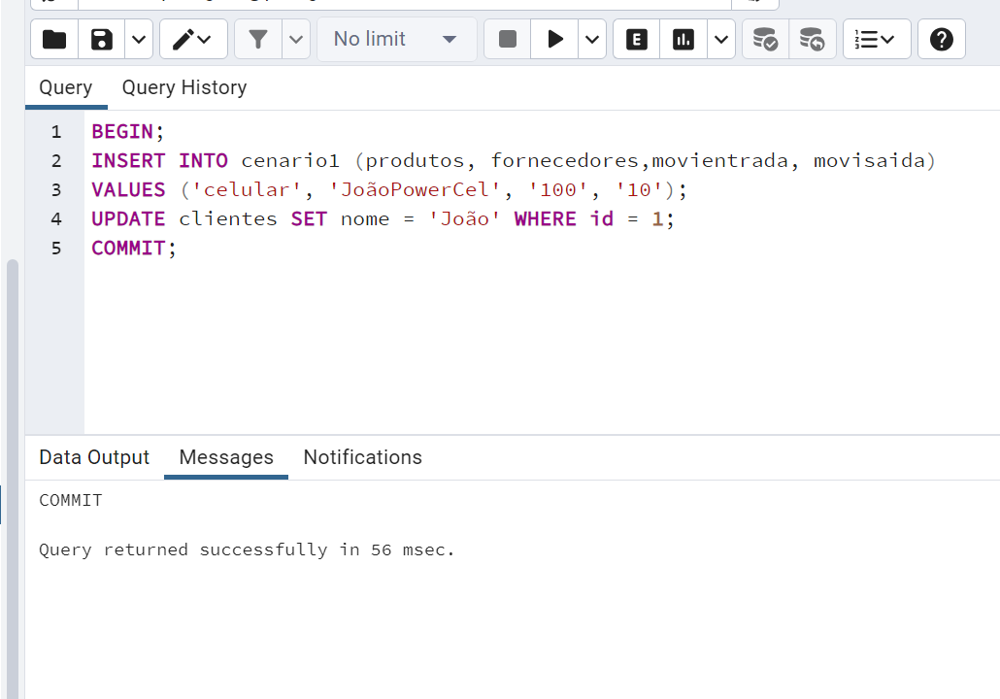 No limit
E
Query Query History
1 BEGIN;
2 INSERT INTO cenario1 (produtos, fornecedores,movientrada, movisaida)
3 VALUES ('celular', 'JoãoPowerCel', '100', '10');
4 UPDATE clientes SET nome = 'João' WHERE id = 1;
5 COMMIT;
Data Output Messages Notifications
COMMIT
Query returned successfully in 56 msec.